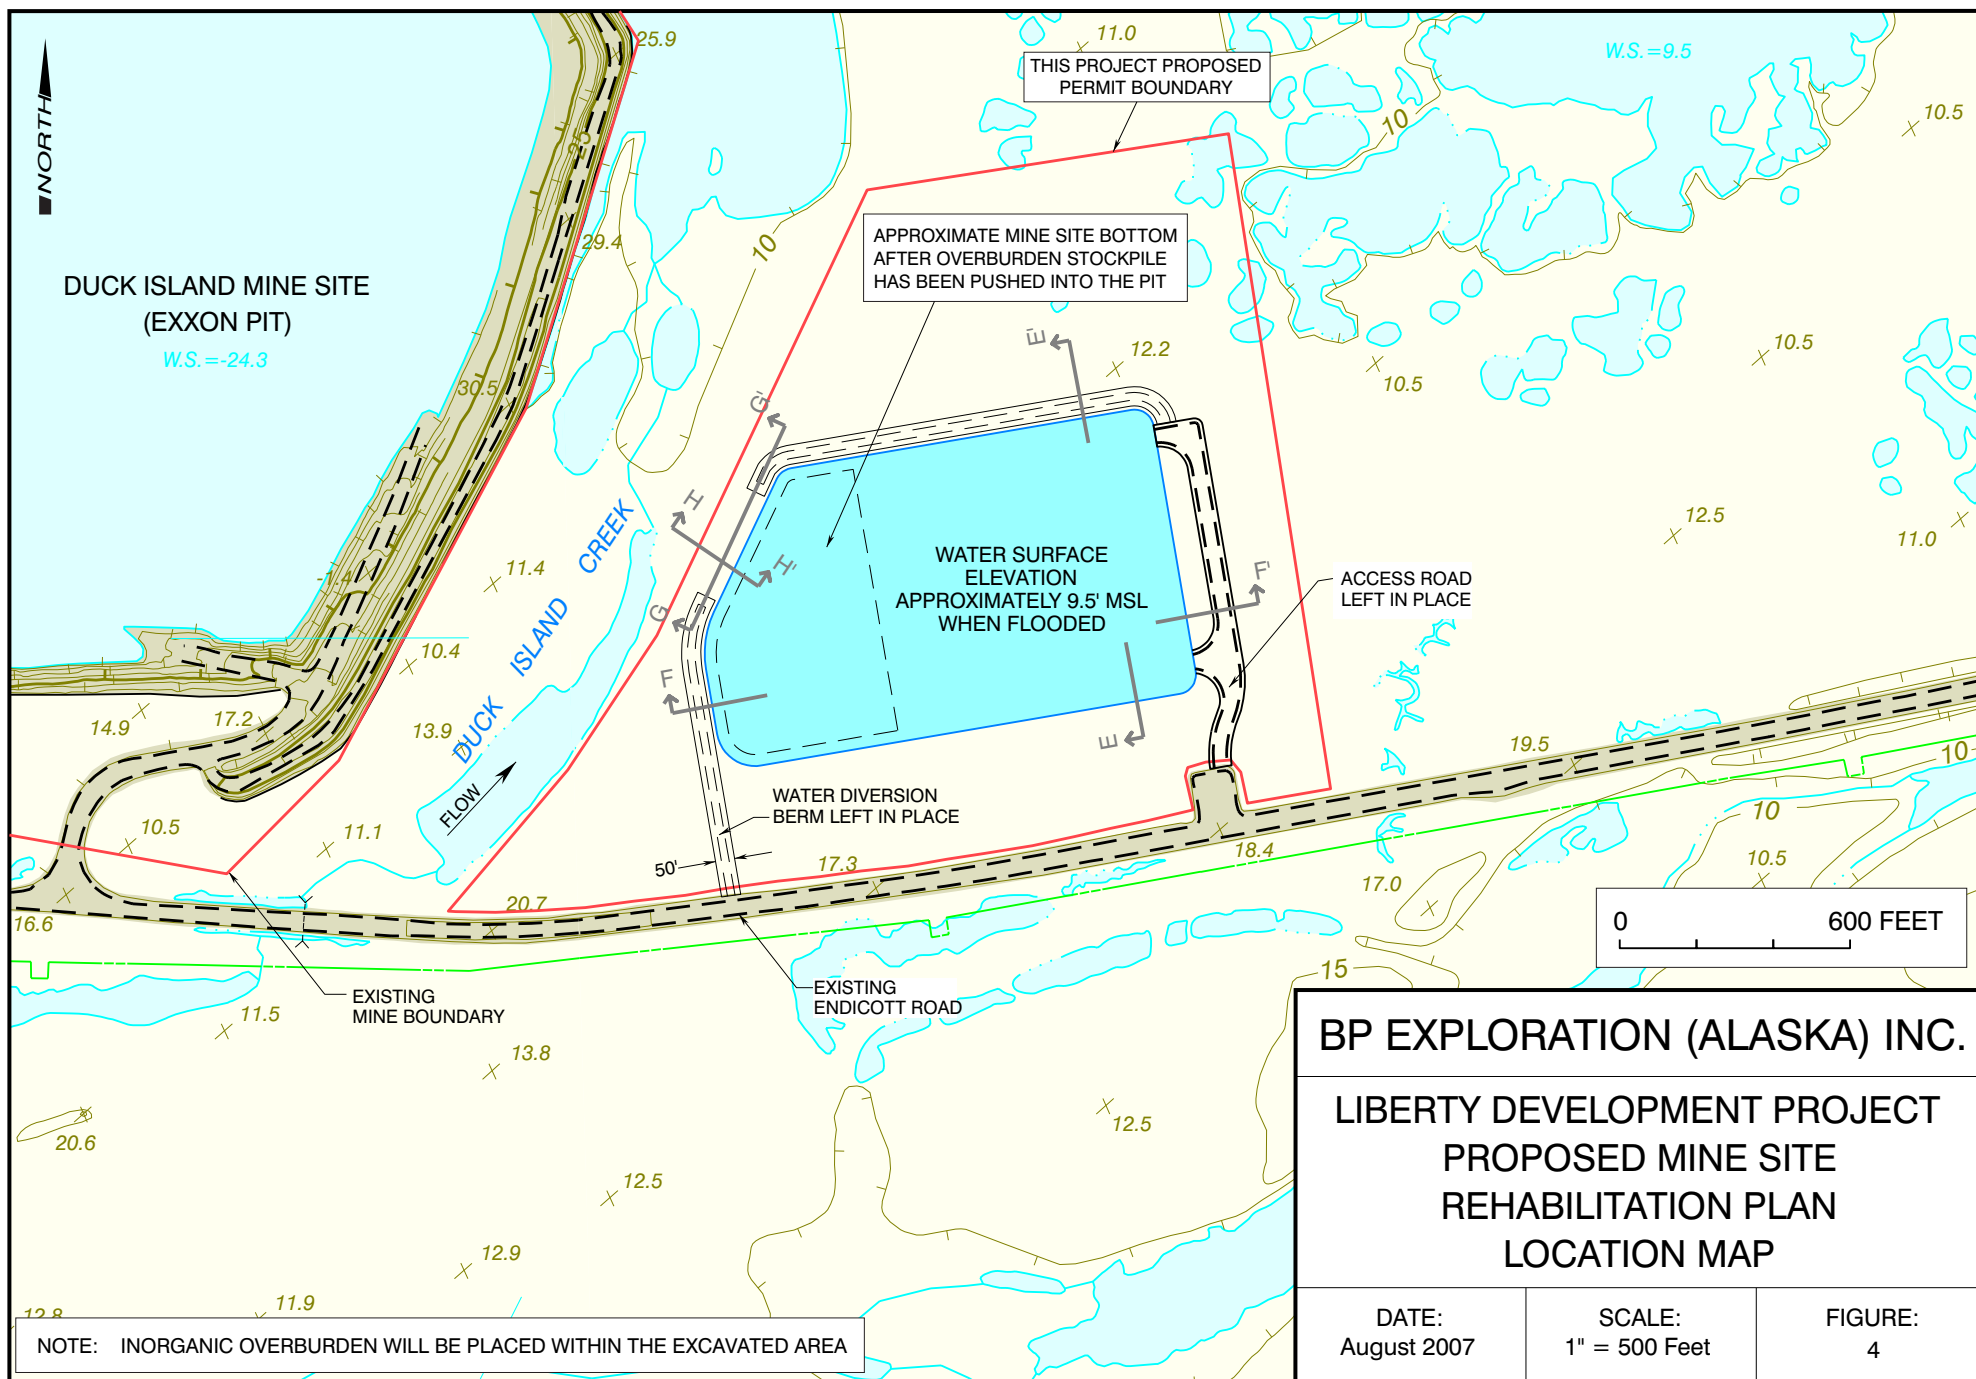 25.9
11.0
W.S.=9.5
THIS PROJECT PROPOSED
PERMIT BOUNDARY
NORTH
10
10.5
25
29.4
10
APPROXIMATE MINE SITE BOTTOM
AFTER OVERBURDEN STOCKPILE
HAS BEEN PUSHED INTO THE PIT
DUCK ISLAND MINE SITE
(EXXON PIT)
W.S.=-24.3
E'
12.2
10.5
10.5
30.5
G'
H
12.5
11.0
DUCK ISLAND CREEK
WATER SURFACE
ELEVATION
APPROXIMATELY 9.5' MSL
WHEN FLOODED
H'
F'
ACCESS ROAD
LEFT IN PLACE
-1.4
11.4
G
10.4
F
14.9
17.2
13.9
E
19.5
10
FLOW
WATER DIVERSION
BERM LEFT IN PLACE
10
10.5
11.1
50'
17.3
18.4
10.5
17.0
16.6
20.7
0
600 FEET
15
EXISTING
MINE BOUNDARY
EXISTING
ENDICOTT ROAD
11.5
13.8
BP EXPLORATION (ALASKA) INC.
LIBERTY DEVELOPMENT PROJECT
PROPOSED MINE SITE
REHABILITATION PLAN
LOCATION MAP
20.6
12.5
12.5
12.9
11.9
12.8
NOTE: INORGANIC OVERBURDEN WILL BE PLACED WITHIN THE EXCAVATED AREA
DATE:
August 2007
SCALE:
1" = 500 Feet
FIGURE:
4